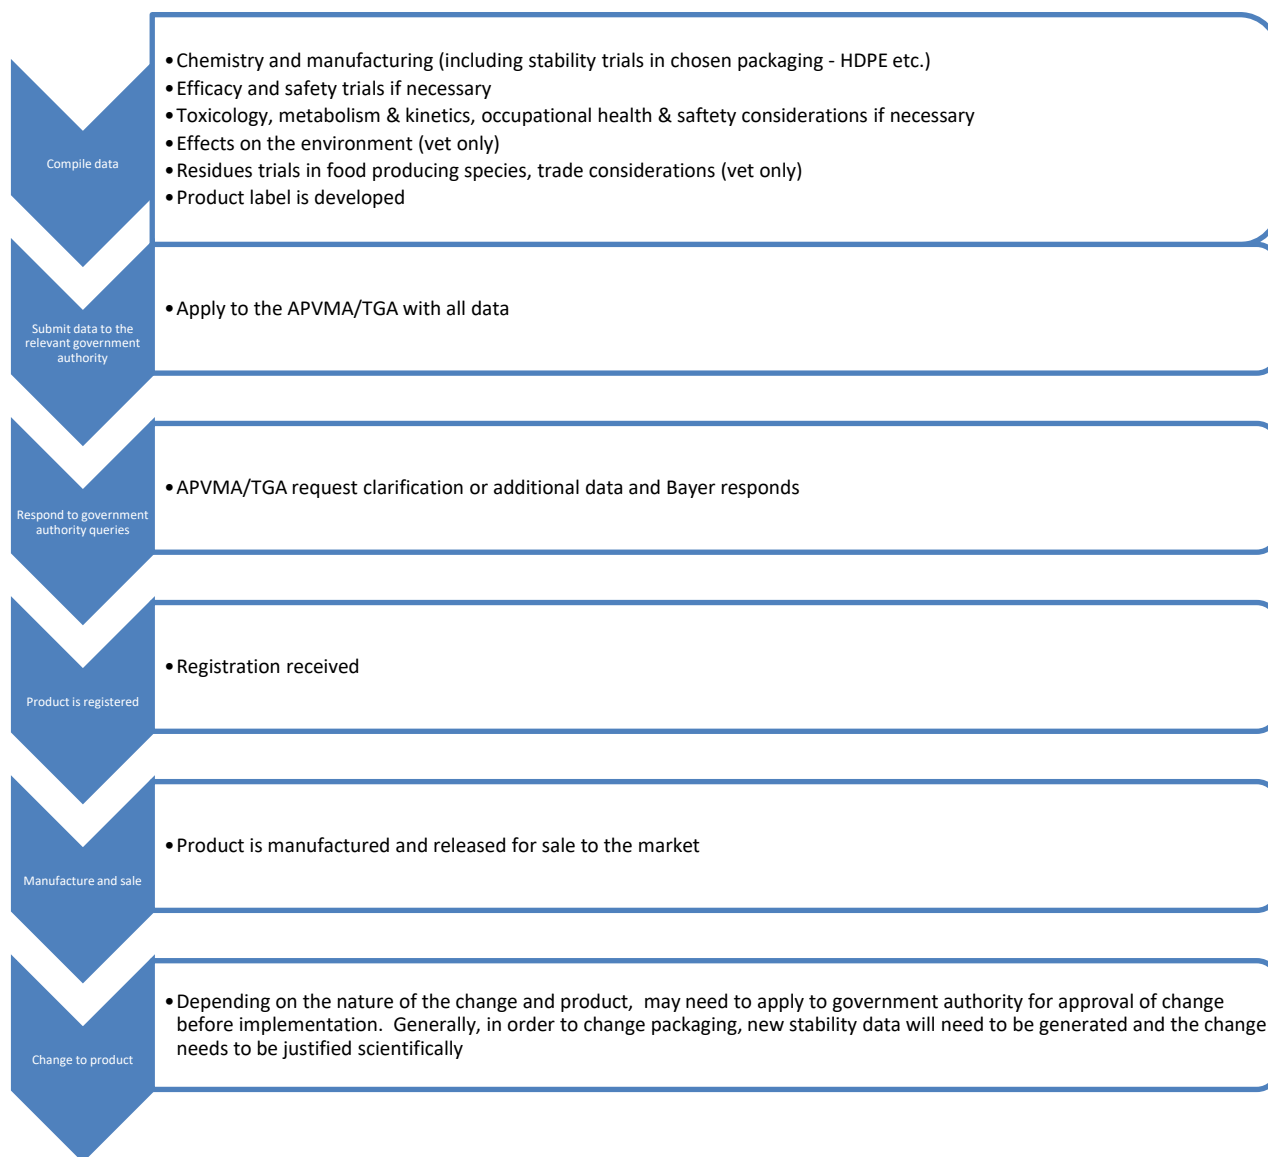 Compile data
•Chemistry and manufacturing (including stability trials in chosen packaging - HDPE etc.)
•Efficacy and safety trials if necessary
•Toxicology, metabolism & kinetics, occupational health & saftety considerations if necessary
•Effects on the environment (vet only)
•Residues trials in food producing species, trade considerations (vet only)
•Product label is developed
Submit data to the
relevant government
authority
•Apply to the APVMA/TGA with all data
Respond to government
authority queries
•APVMA/TGA request clarification or additional data and Bayer responds
Product is registered
•Registration received
Manufacture and sale
•Product is manufactured and released for sale to the market
Change to product
•Depending on the nature of the change and product,  may need to apply to government authority for approval of change
before implementation.  Generally, in order to change packaging, new stability data will need to be generated and the change
needs to be justified scientifically